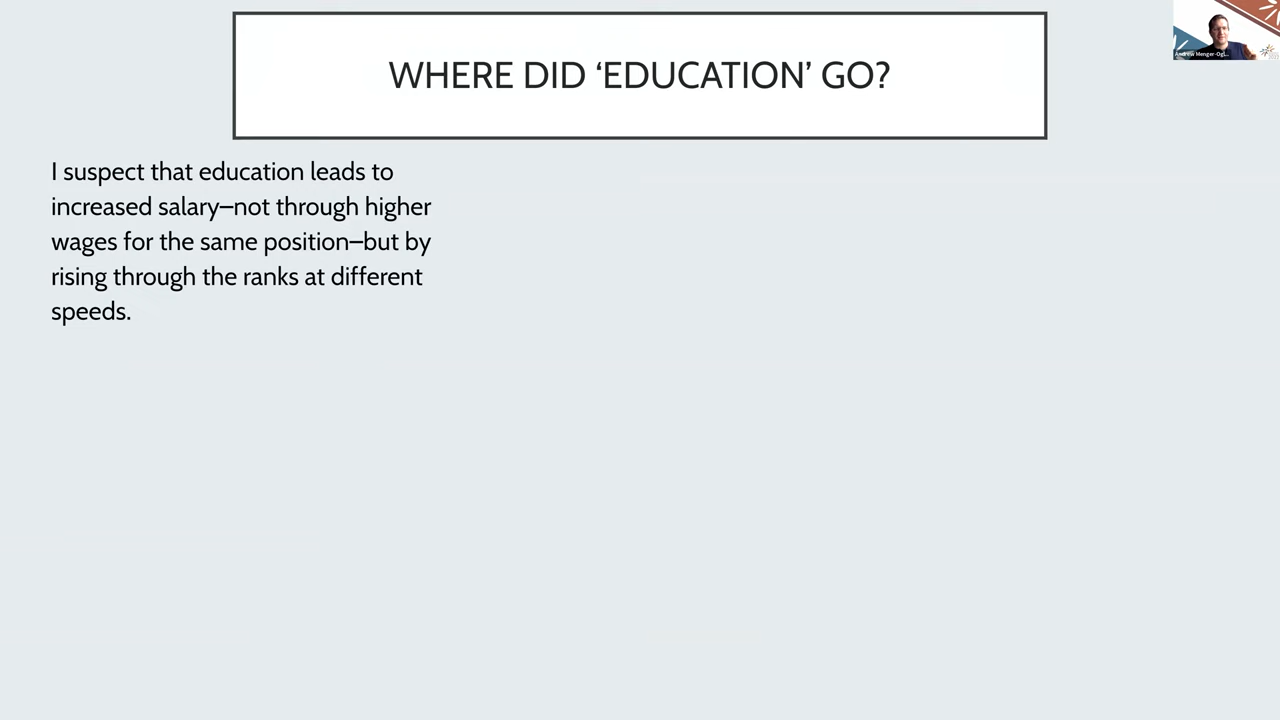 WHERE DID ‘EDUCATION’ GO?
I suspect that education leads to
increased salary–not through higher
wages for the same position–but by
rising through the ranks at different
speeds.